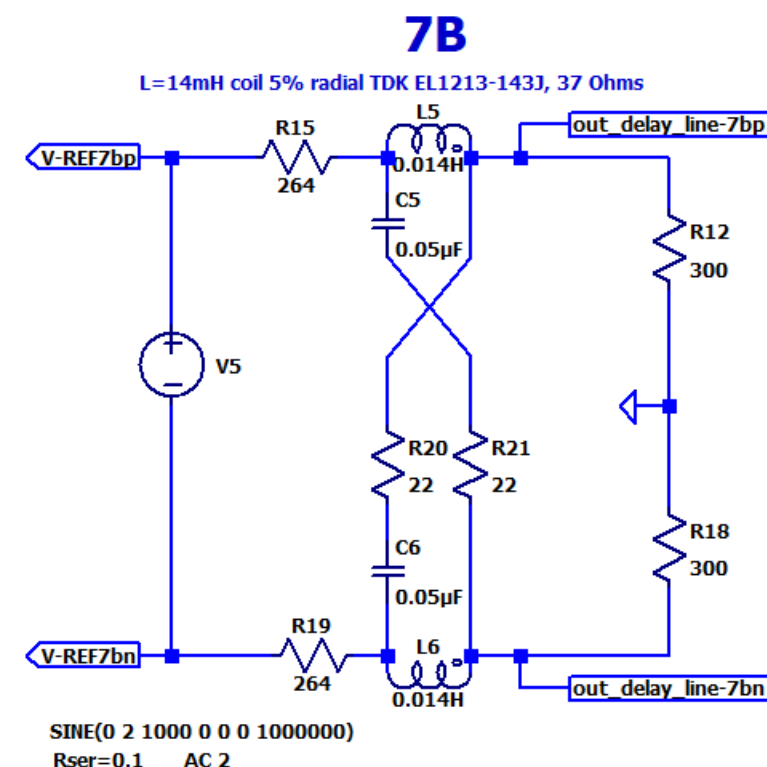 7B
L=14mH coil 5% radial TDK EL1213-143J, 37 Ohms
L5
out_delay_line-7bp
R15
V-REF7bp
0.014H
264
C5
0.05µF
R12
300
V5
R20
R21
22
22
C6
R18
0.05µF
300
R19
L6
V-REF7bn
264
0.014H
out_delay_line-7bn
SINE(0 2 1000 0 0 0 1000000)
Rser=0.1 AC 2